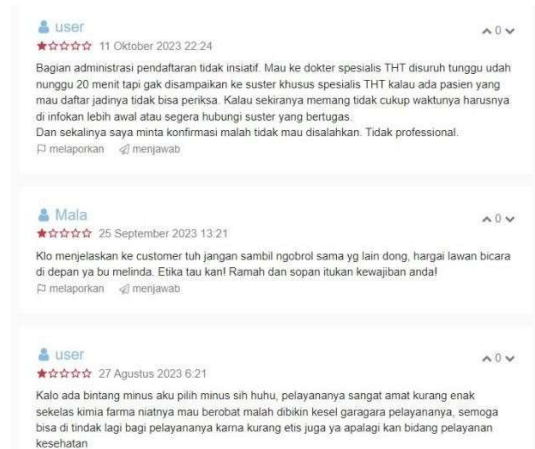 user
0
11 Oktober 2023 22:24
Bagian administrasi pendaftaran tidak insiatif. Mau ke dokter spesialis THT disuruh tunggu udah
nunggu 20 menit tapi gak disampaikan ke suster khusus spesialis THT kalau ada pasien yang
mau daftar jadinya tidak bisa periksa. Kalau sekiranya memang tidak cukup waktunya harusnya
di infokan lebih awal atau segera hubungi suster yang bertugas.
Dan sekalinya saya minta konfirmasi malah tidak mau disalahkan. Tidak professional.
melaporkan menjawab
Mala
0
25 September 2023 13:21
Klo menjelaskan ke customer tuh jangan sambil ngobrol sama yg lain dong, hargai lawan bicara
di depan ya bu melinda. Etika tau kan! Ramah dan sopan itukan kewajiban anda!
melaporkan menjawab
user
0
27 Agustus 2023 6:21
Kalo ada bintang minus aku pilih minus sih huhu, pelayananya sangat amat kurang enak
sekelas kimia farma niatnya mau berobat malah dibikin kesel garagara pelayananya, semoga
bisa di tindak lagi bagi pelayananya karna kurang etis juga ya apalagi kan bidang pelayanan
kesehatan